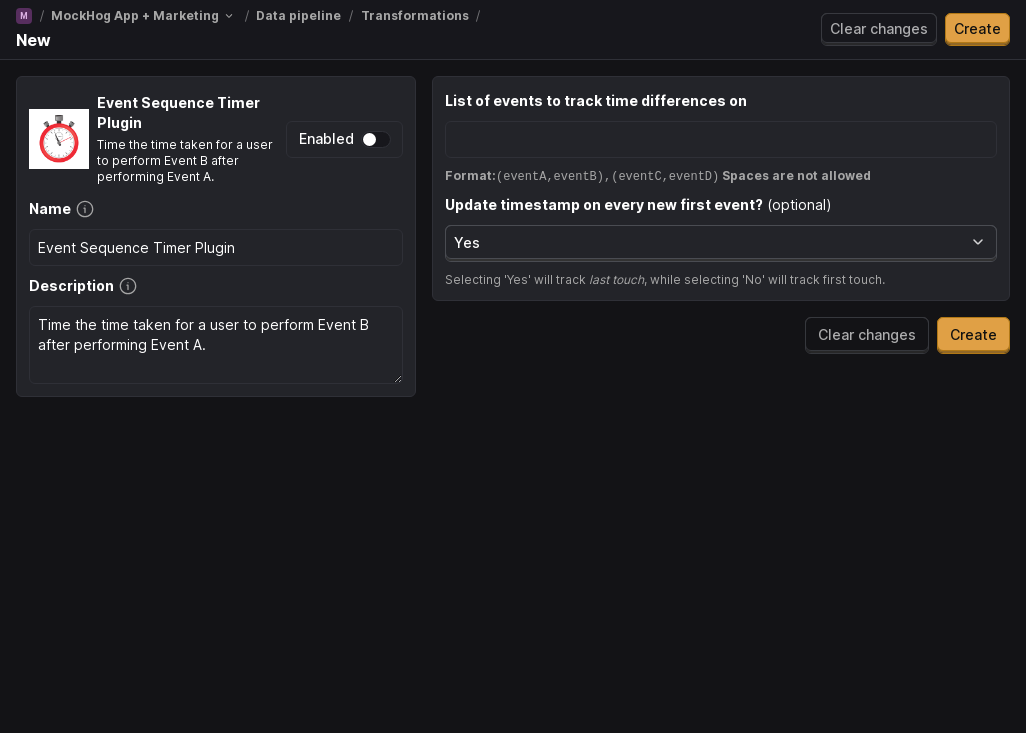 M / MockHog App + Marketing / Data pipeline / Transformations /
New
Clear changes
Create
Event Sequence Timer
Plugin
Time the time taken for a user
to perform Event B after
performing Event A.
Enabled
Name
Event Sequence Timer Plugin
Description
Time the time taken for a user to perform Event B
after performing Event A.
List of events to track time differences on
Format:(eventA,eventB),(eventC,eventD) Spaces are not allowed
Update timestamp on every new first event? (optional)
Yes
Selecting 'Yes' will track last touch, while selecting 'No' will track first touch.
Clear changes
Create